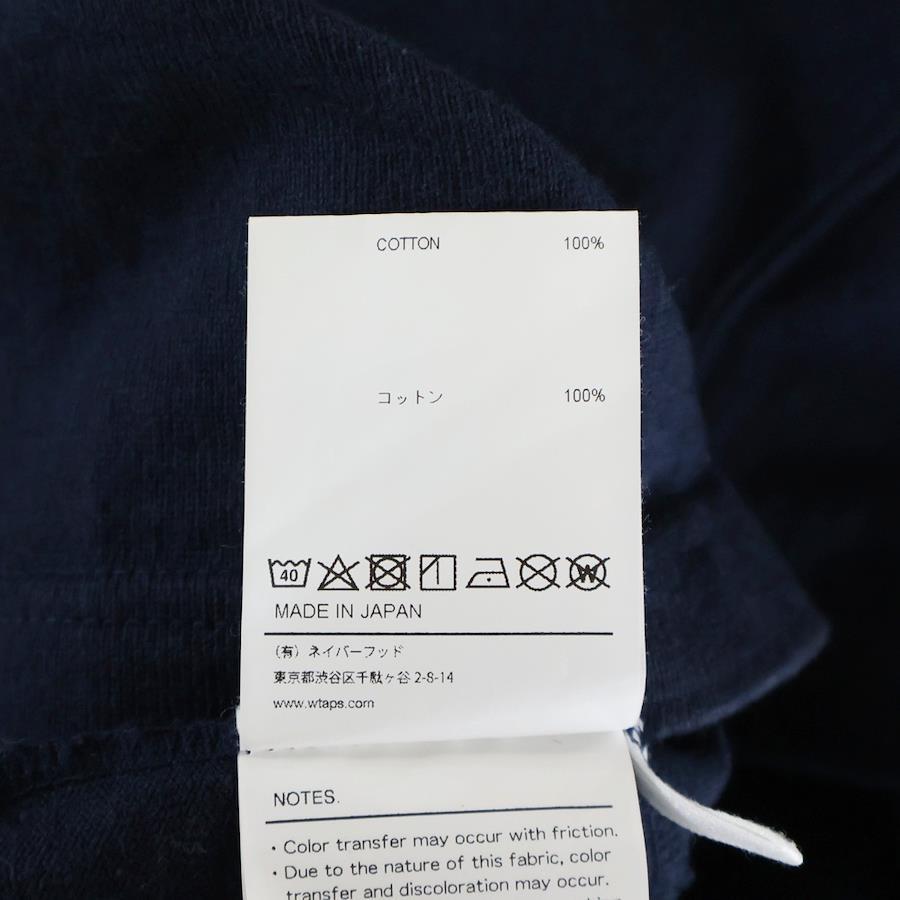 COTTON 100%
コットン 100%
40 W
MADE IN JAPAN
(有) ネイバーフッド
東京都渋谷区千駄ヶ谷 2-8-14
www.wtaps.com
NOTES.
・Color transfer may occur with friction.
・Due to the nature of this fabric, color
transfer and discoloration may occur.